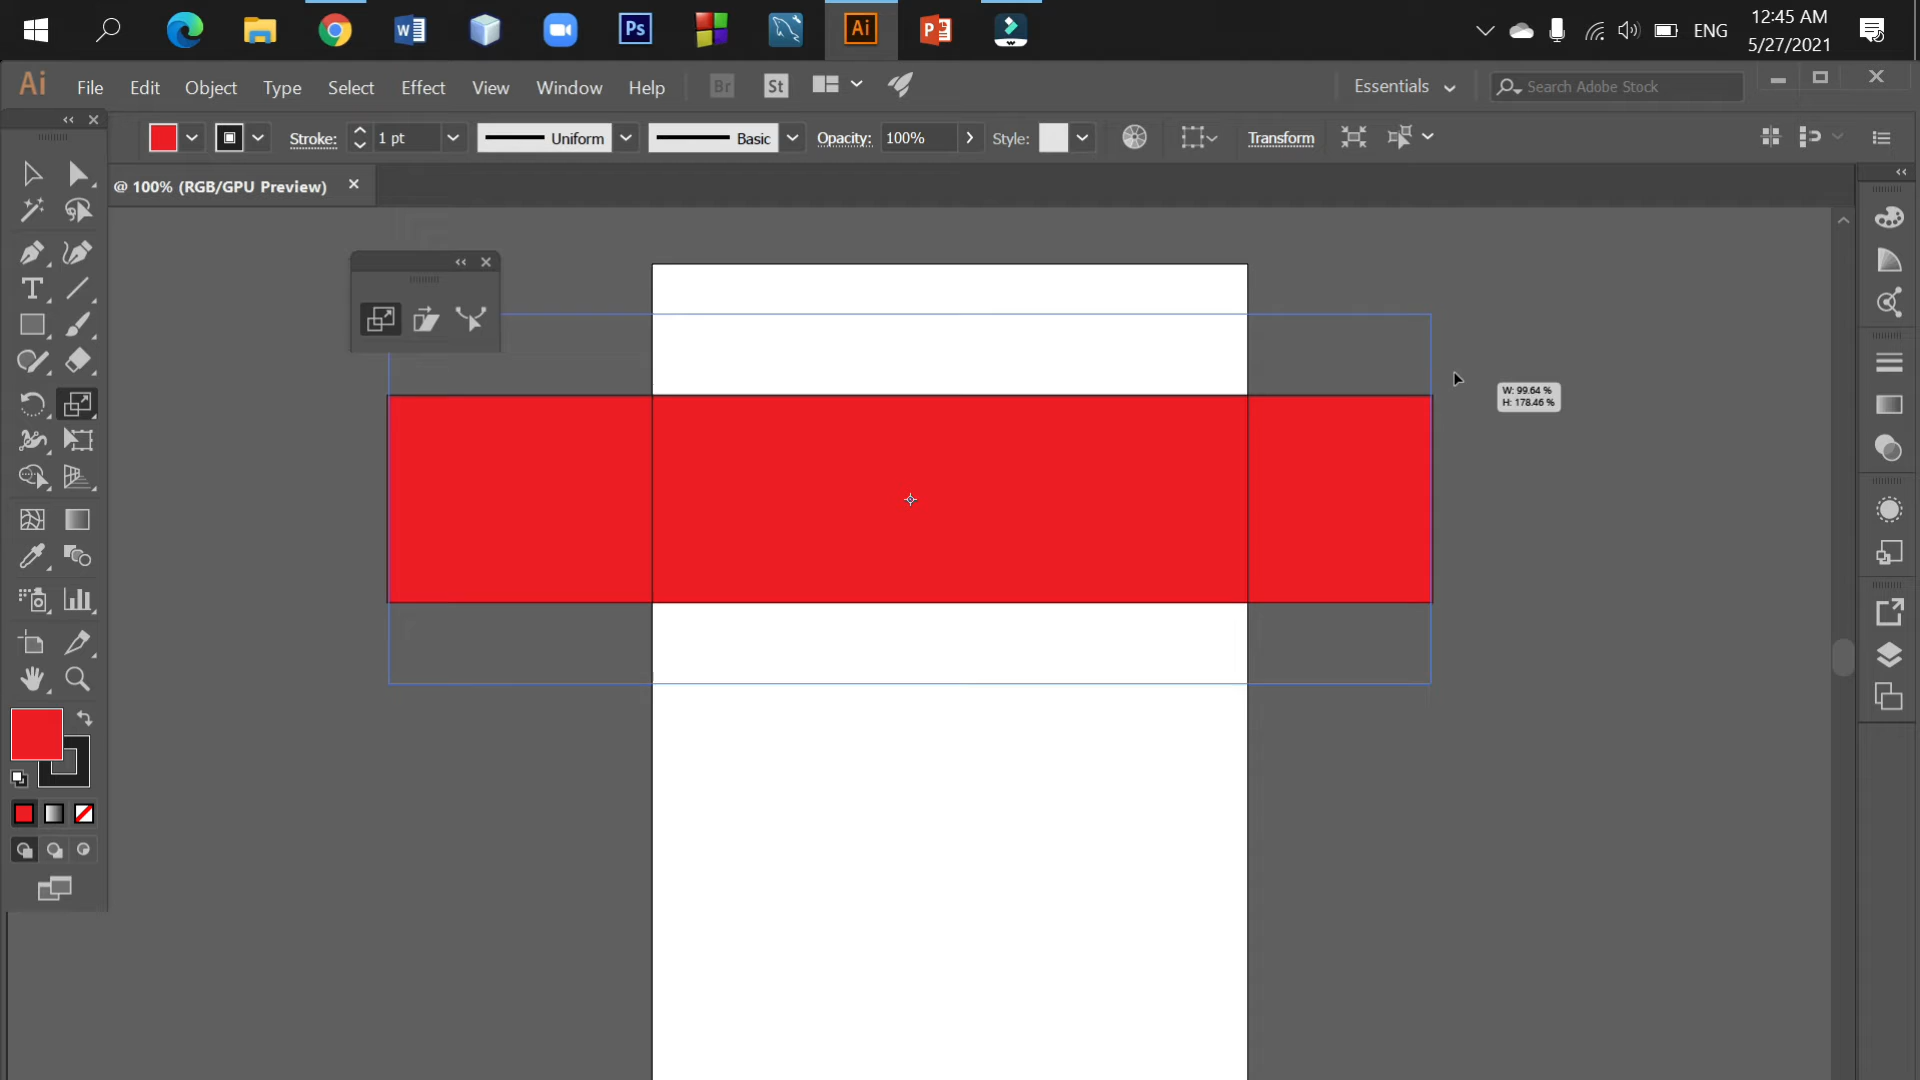 Ps
Ai
P
ENG
12:45 AM
5/27/2021
Ai File Edit Object Type Select Effect View Window Help Br St Essentials Search Adobe Stock
Stroke: 1 pt Uniform Basic Opacity: 100% Style: Transform
@ 100% (RGB/GPU Preview)
W: 99.64 %
H: 178.46 %